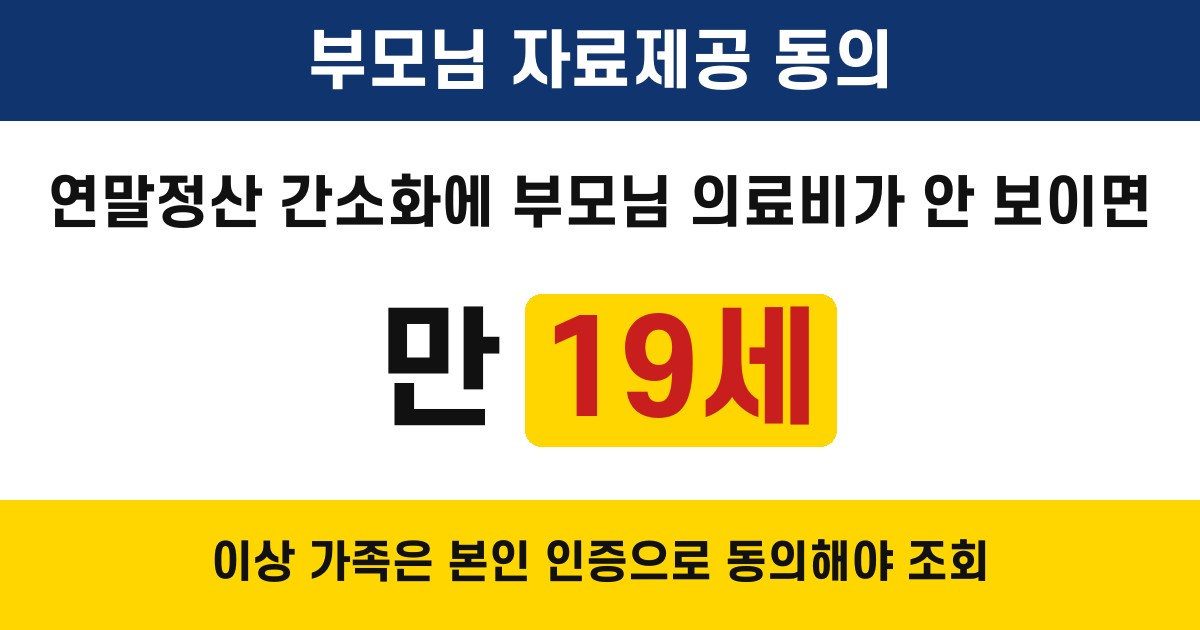 부모님 자료제공 동의
연말정산 간소화에 부모님 의료비가 안 보이면
만 19세
이상 가족은 본인 인증으로 동의해야 조회